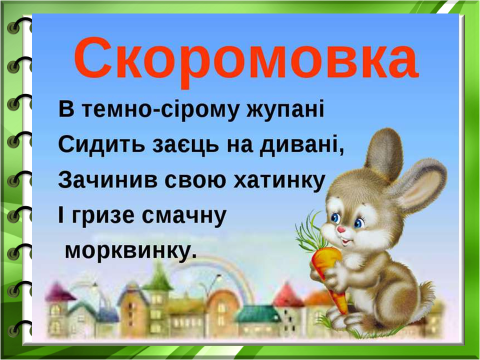 Скоромовка
В темно-сірому жупані
Сидить заєць на дивані,
Зачинив свою хатинку
І гризе смачну
морквинку.